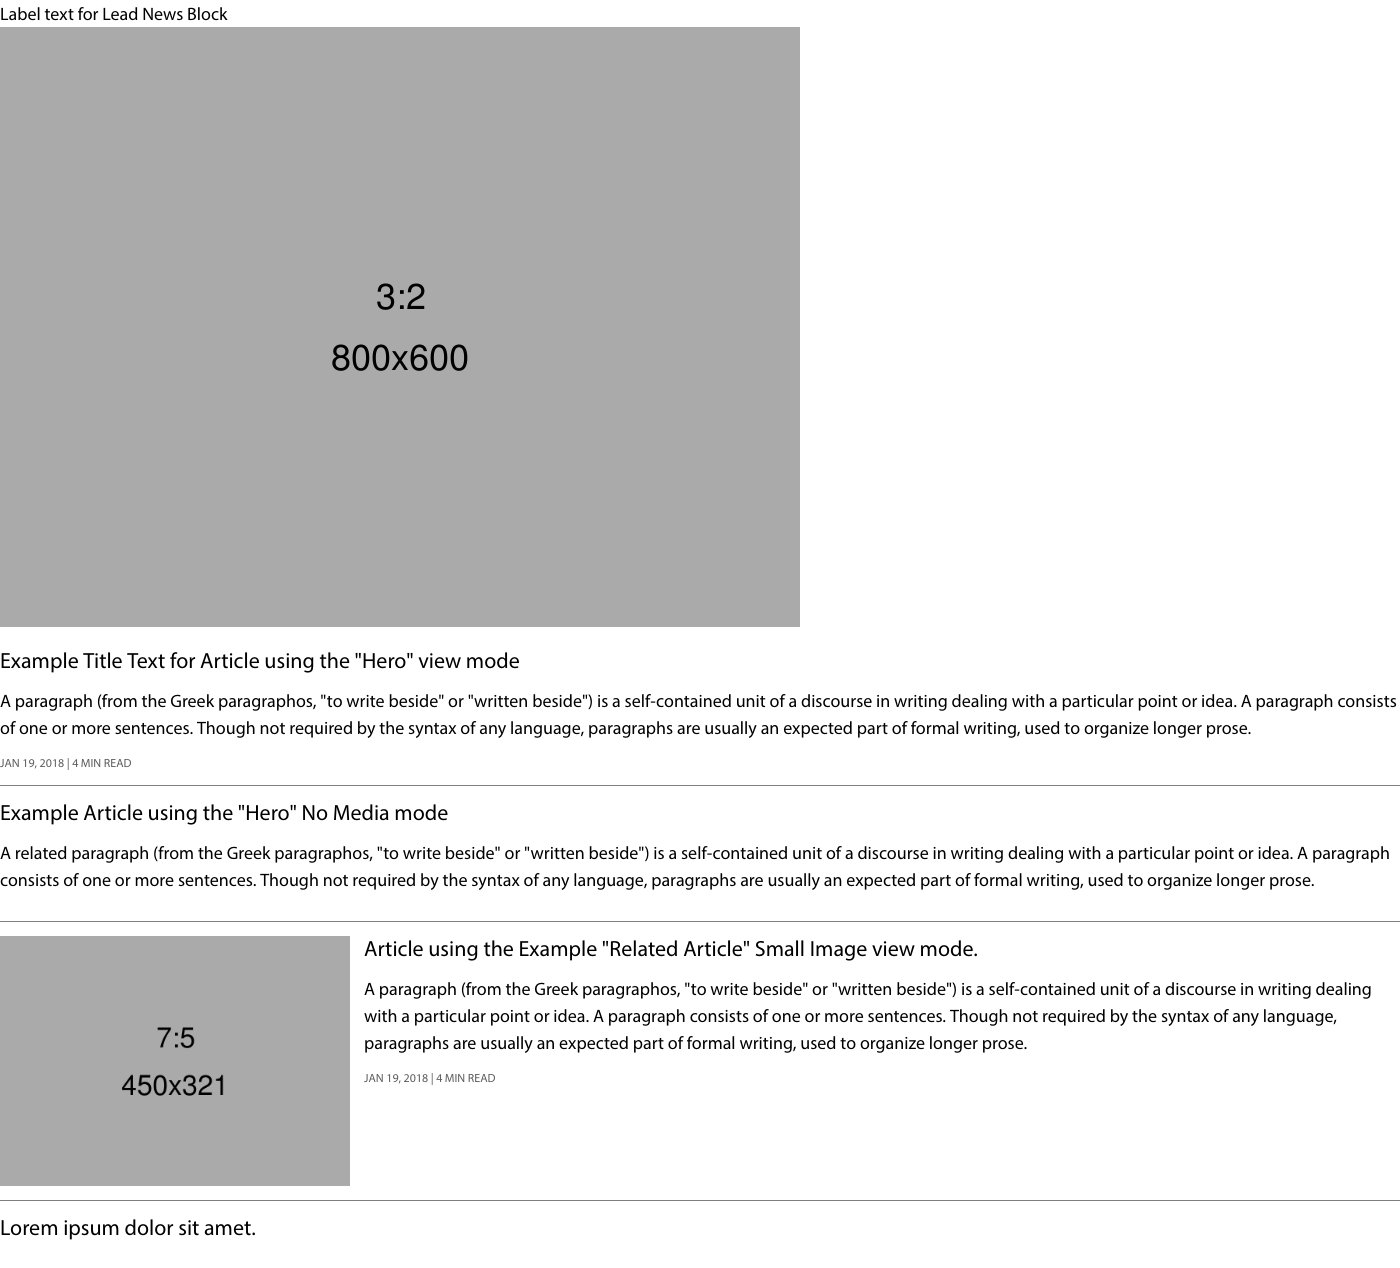 Label text for Lead News Block
3:2
800x600
Example Title Text for Article using the "Hero" view mode
A paragraph (from the Greek paragraphos, "to write beside" or "written beside") is a self-contained unit of a discourse in writing dealing with a particular point or idea. A paragraph consists
of one or more sentences. Though not required by the syntax of any language, paragraphs are usually an expected part of formal writing, used to organize longer prose.
JAN 19, 2018 | 4 MIN READ
Example Article using the "Hero" No Media mode
A related paragraph (from the Greek paragraphos, "to write beside" or "written beside") is a self-contained unit of a discourse in writing dealing with a particular point or idea. A paragraph
consists of one or more sentences. Though not required by the syntax of any language, paragraphs are usually an expected part of formal writing, used to organize longer prose.
7:5
450x321
Article using the Example "Related Article" Small Image view mode.
A paragraph (from the Greek paragraphos, "to write beside" or "written beside") is a self-contained unit of a discourse in writing dealing
with a particular point or idea. A paragraph consists of one or more sentences. Though not required by the syntax of any language,
paragraphs are usually an expected part of formal writing, used to organize longer prose.
JAN 19, 2018 | 4 MIN READ
Lorem ipsum dolor sit amet.